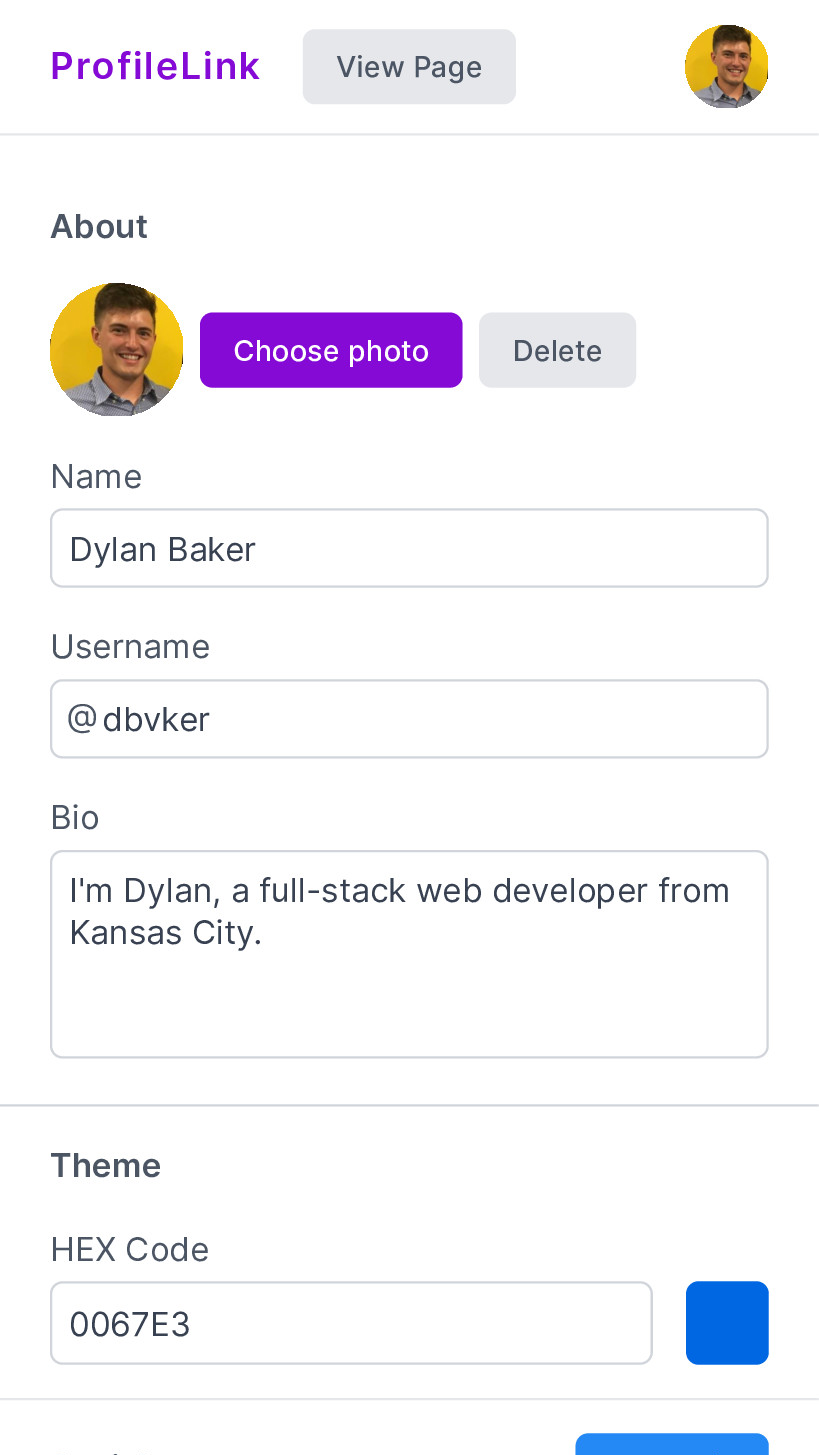 ProfileLink View Page
About
Choose photo Delete
Name
Dylan Baker
Username
@dbvker
Bio
I'm Dylan, a full-stack web developer from
Kansas City.
Theme
HEX Code
0067E3